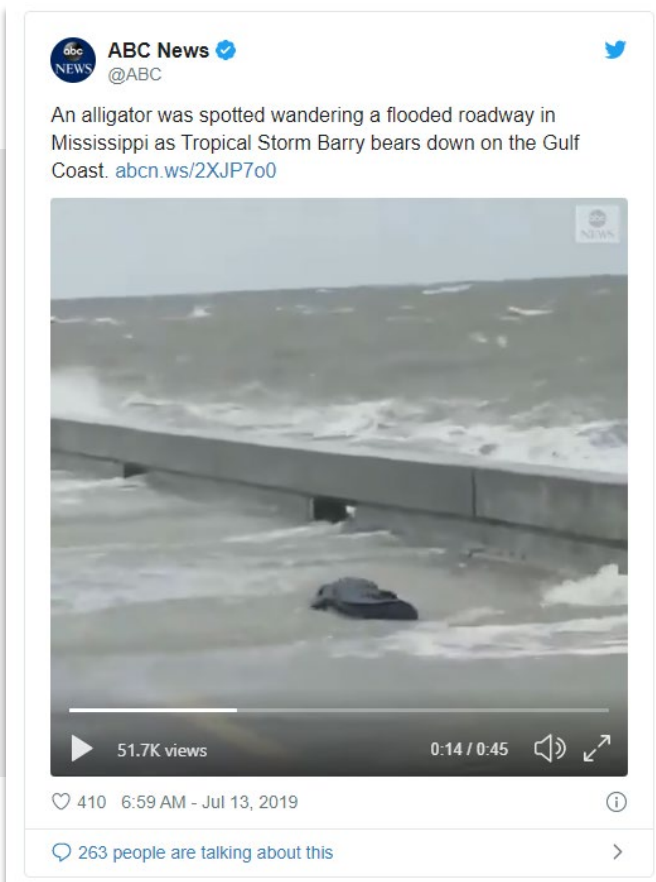 abc
NEWS
ABC News
@ABC
An alligator was spotted wandering a flooded roadway in
Mississippi as Tropical Storm Barry bears down on the Gulf
Coast. abcn.ws/2XJP7o0
abc
NEWS
51.7K views
0:14 / 0:45
410 6:59 AM - Jul 13, 2019
263 people are talking about this